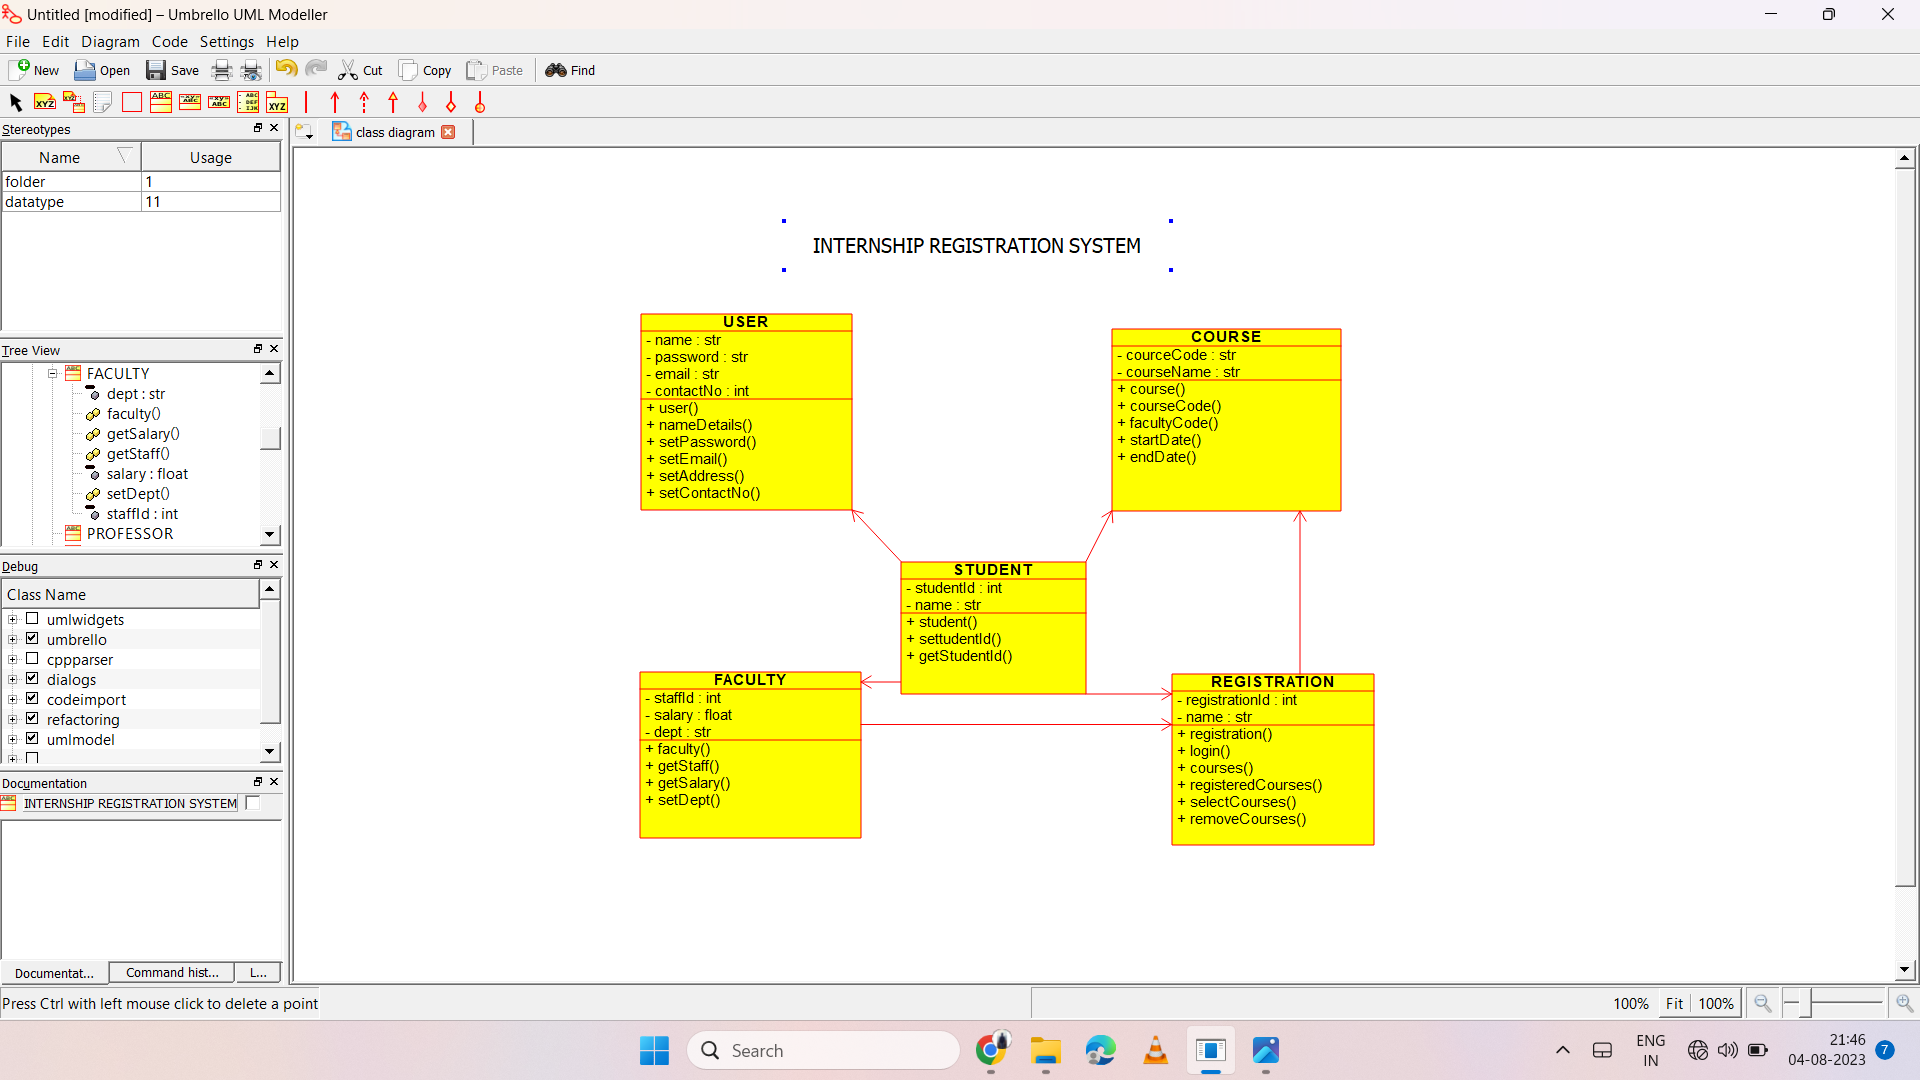 Untitled [modified] – Umbrello UML Modeller
File Edit Diagram Code Settings Help
New Open Save Cut Copy Paste Find
Stereotypes
class diagram
Name Usage
folder 1
datatype 11
Tree View
FACULTY
dept : str
faculty()
getSalary()
getStaff()
salary : float
setDept()
staffId : int
PROFESSOR
Debug
Class Name
umlwidgets
umbrello
cppparser
dialogs
codeimport
refactoring
umlmodel
Documentation
INTERNSHIP REGISTRATION SYSTEM
Documentat... Command hist... L...
INTERNSHIP REGISTRATION SYSTEM
USER
- name : str
- password : str
- email : str
- contactNo : int
+ user()
+ nameDetails()
+ setPassword()
+ setEmail()
+ setAddress()
+ setContactNo()
COURSE
- courceCode : str
- courseName : str
+ course()
+ courseCode()
+ facultyCode()
+ startDate()
+ endDate()
STUDENT
- studentId : int
- name : str
+ student()
+ settudentId()
+ getStudentId()
FACULTY
- staffId : int
- salary : float
- dept : str
+ faculty()
+ getStaff()
+ getSalary()
+ setDept()
REGISTRATION
- registrationId : int
- name : str
+ registration()
+ login()
+ courses()
+ registeredCourses()
+ selectCourses()
+ removeCourses()
Press Ctrl with left mouse click to delete a point
100% Fit 100%
Search
ENG
IN
21:46
04-08-2023
7